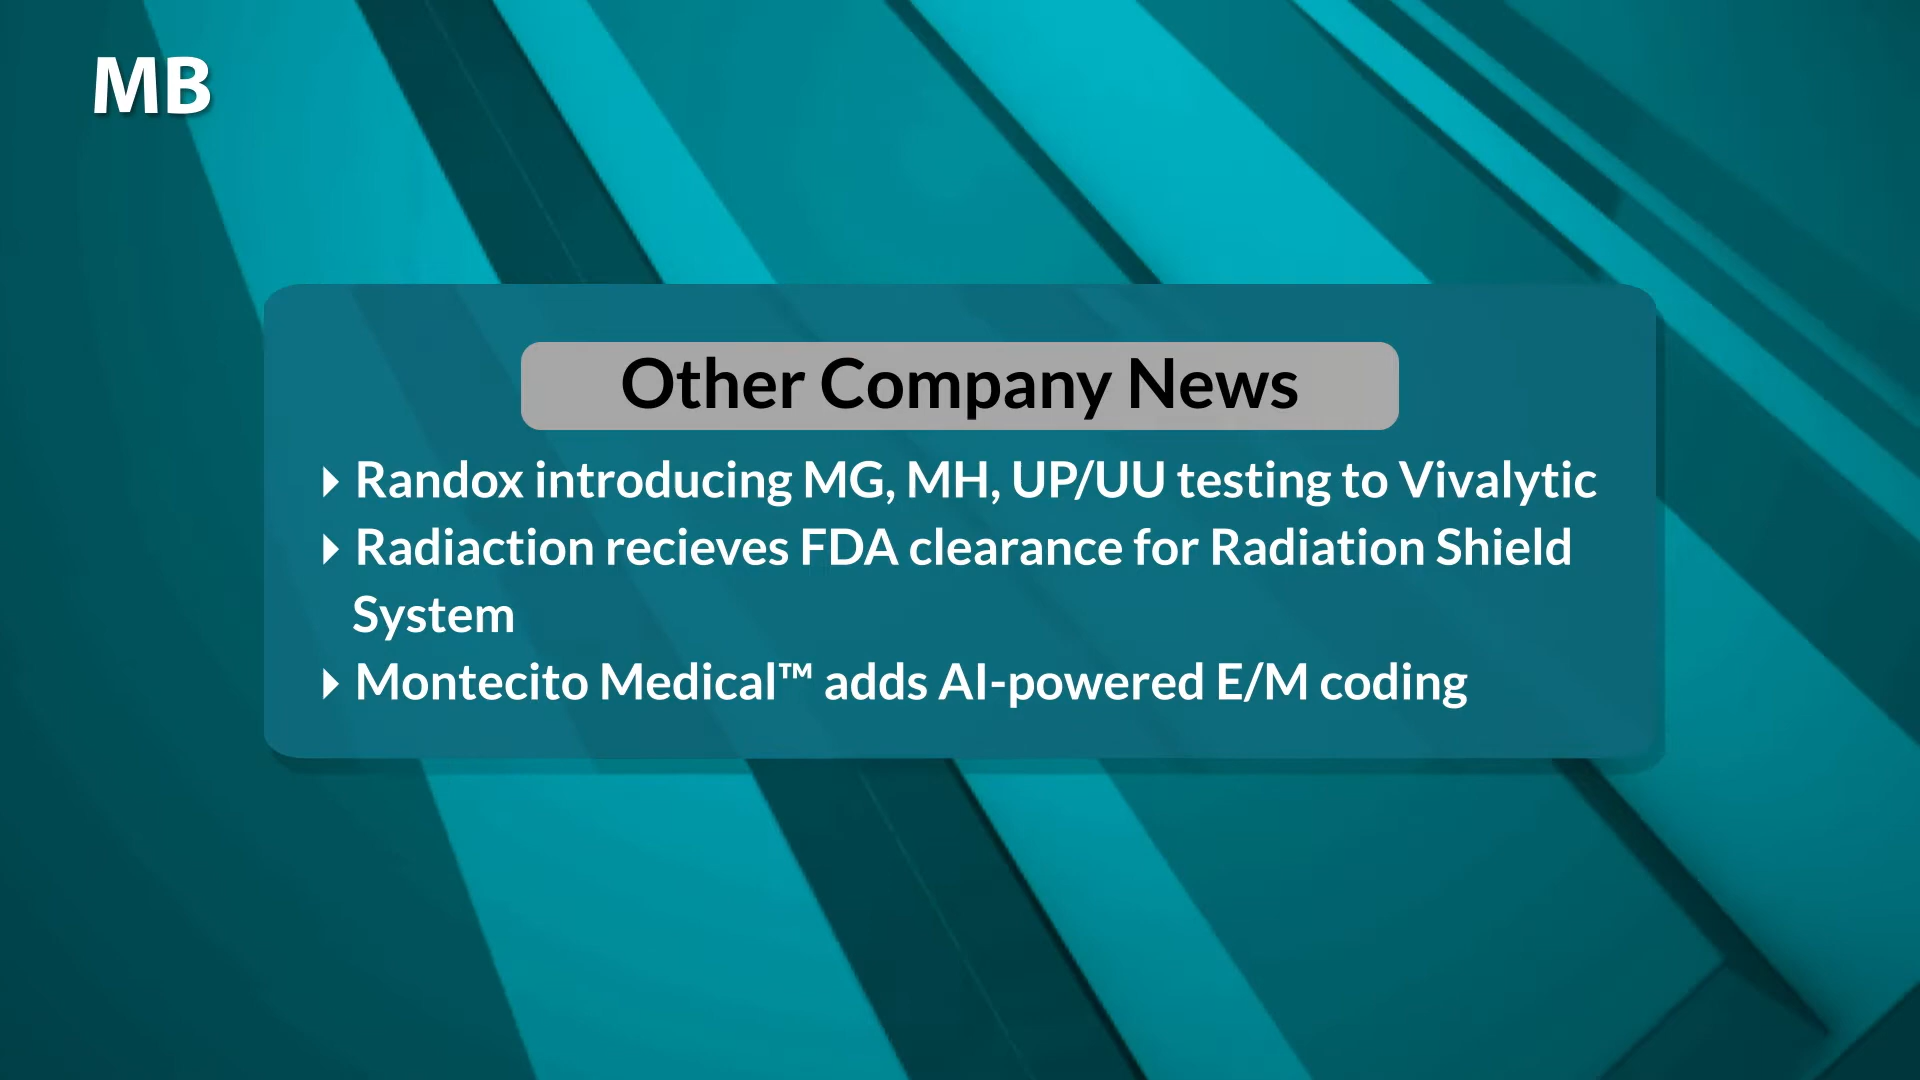 MB
Other Company News
Randox introducing MG, MH, UP/UU testing to Vivalytic
Radiaction recieves FDA clearance for Radiation Shield
System
Montecito Medical™ adds AI-powered E/M coding